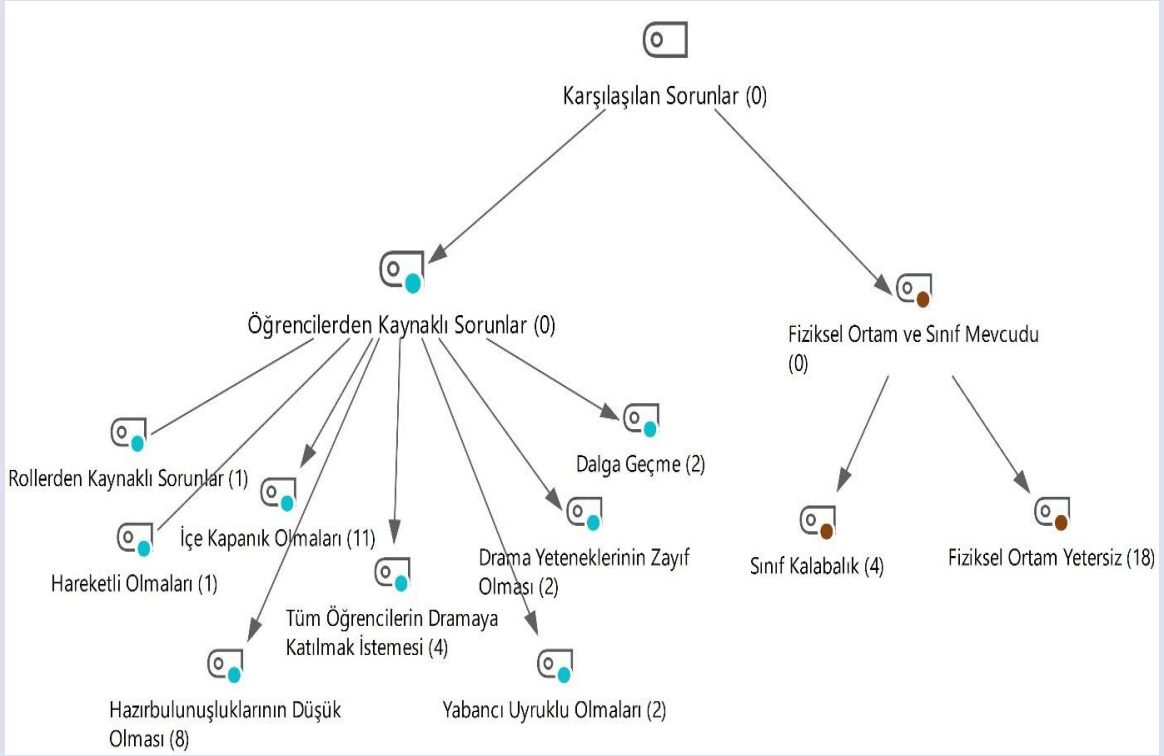 Karşılaşılan Sorunlar (0)
Öğrencilerden Kaynaklı Sorunlar (0)
Fiziksel Ortam ve Sınıf Mevcudu
(0)
Rollerden Kaynaklı Sorunlar (1)
İçe Kapanık Olmaları (11)
Hareketli Olmaları (1)
Tüm Öğrencilerin Dramaya
Katılmak İstemesi (4)
Hazırbulunuşluklarının Düşük
Olması (8)
Dalga Geçme (2)
Drama Yeteneklerinin Zayıf
Olması (2)
Yabancı Uyruklu Olmaları (2)
Sınıf Kalabalık (4)
Fiziksel Ortam Yetersiz (18)